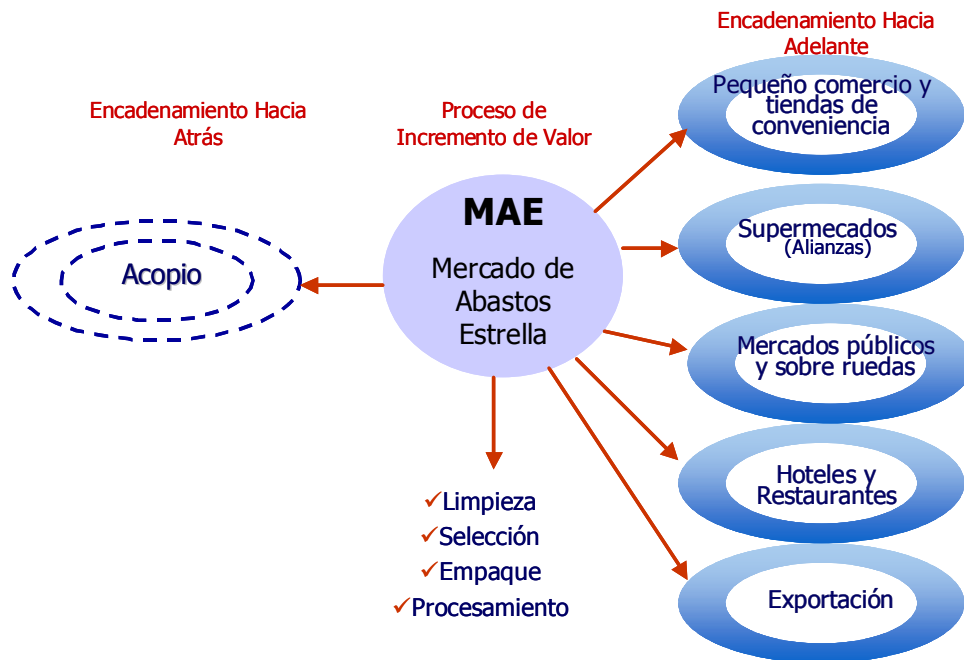 Encadenamiento Hacia
Atrás
Acopio
Proceso de
Incremento de Valor
MAE
Mercado de
Abastos
Estrella
✓Limpieza
✓Selección
✓Empaque
✓Procesamiento
Encadenamiento Hacia
Adelante
Pequeño comercio y
tiendas de
conveniencia
Supermecados
(Alianzas)
Mercados públicos
y sobre ruedas
Hoteles y
Restaurantes
Exportación